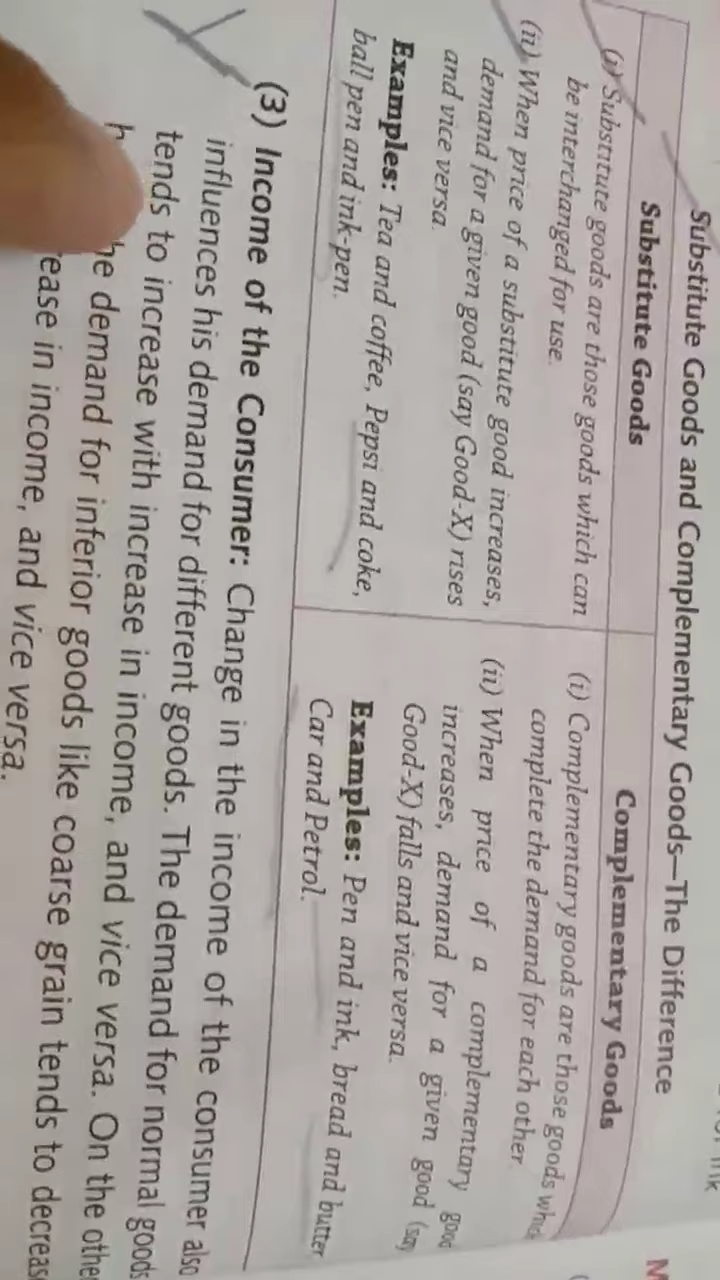 Substitute Goods and Complementary Goods—The Difference
Substitute Goods
(i) Substitute goods are those goods which can
be interchanged for use.
(ii) When price of a substitute good increases,
demand for a given good (say Good-X) rises
and vice versa.
Examples: Tea and coffee, Pepsi and coke,
ball pen and ink-pen.
Complementary Goods
(i) Complementary goods are those goods
complete the demand for each other.
(ii) When price of a complementary good
increases, demand for a given good (say
Good-X) falls and vice versa.
Examples: Pen and ink, bread and butter
Car and Petrol.
(3) Income of the Consumer: Change in the income of the consumer also
influences his demand for different goods. The demand for normal goods
tends to increase with increase in income, and vice versa. On the other
demand for inferior goods like coarse grain tends to
in income, and vice versa.